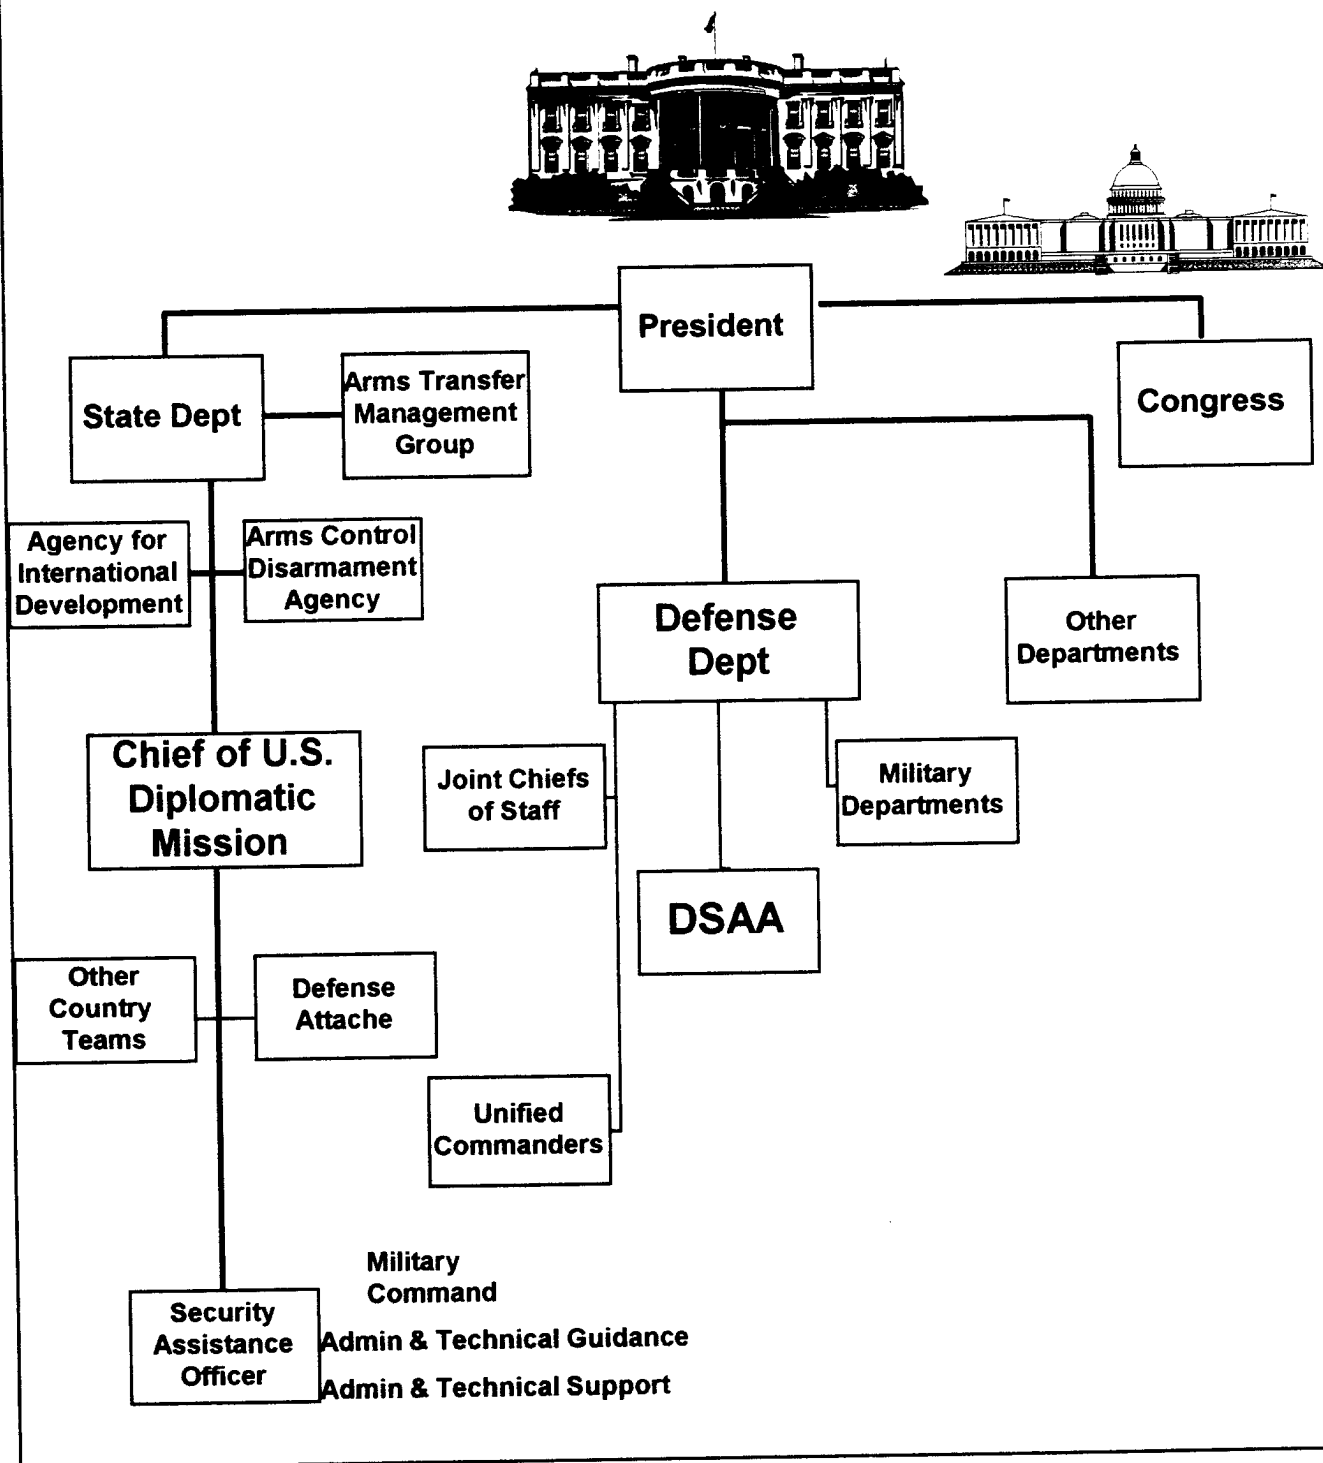 President
State Dept
Arms Transfer
Management
Group
Congress
Agency for
International
Development
Arms Control
Disarmament
Agency
Defense
Dept
Other
Departments
Chief of U.S.
Diplomatic
Mission
Joint Chiefs
of Staff
Military
Departments
DSAA
Other
Country
Teams
Defense
Attache
Unified
Commanders
Military
Command
Security
Assistance
Officer
Admin & Technical Guidance
Admin & Technical Support